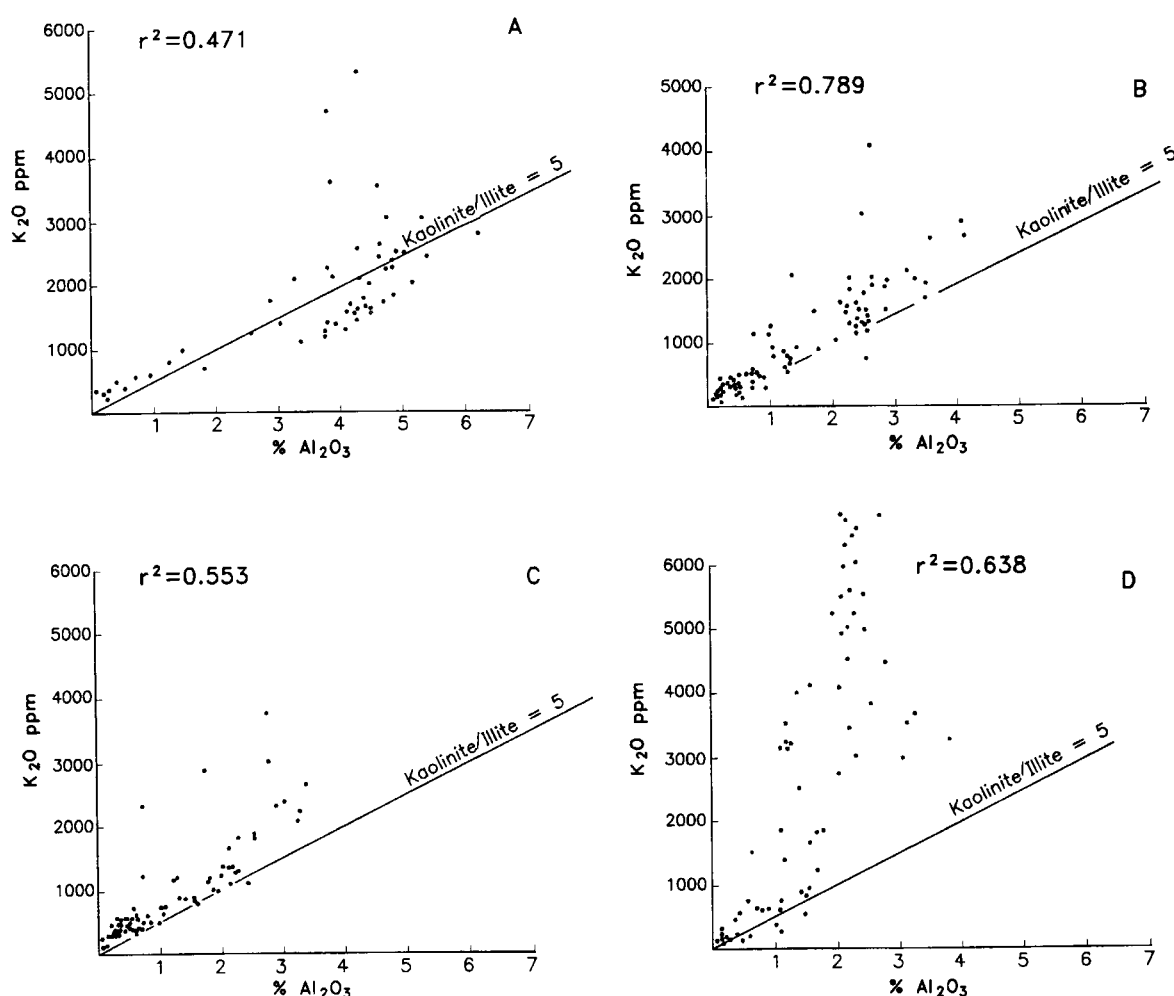 A
r²=0.471
6000
5000
4000
3000
2000
1000
K₂O ppm
Kaolinite/Illite = 5
1 2 3 4 5 6 7
% Al₂O₃
B
r²=0.789
5000
4000
3000
2000
1000
K₂O ppm
Kaolinite/Illite = 5
1 2 3 4 5 6 7
% Al₂O₃
C
r²=0.553
6000
5000
4000
3000
2000
1000
K₂O ppm
Kaolinite/Illite = 5
1 2 3 4 5 6 7
% Al₂O₃
D
r²=0.638
6000
5000
4000
3000
2000
1000
K₂O ppm
Kaolinite/Illite = 5
1 2 3 4 5 6 7
% Al₂O₃